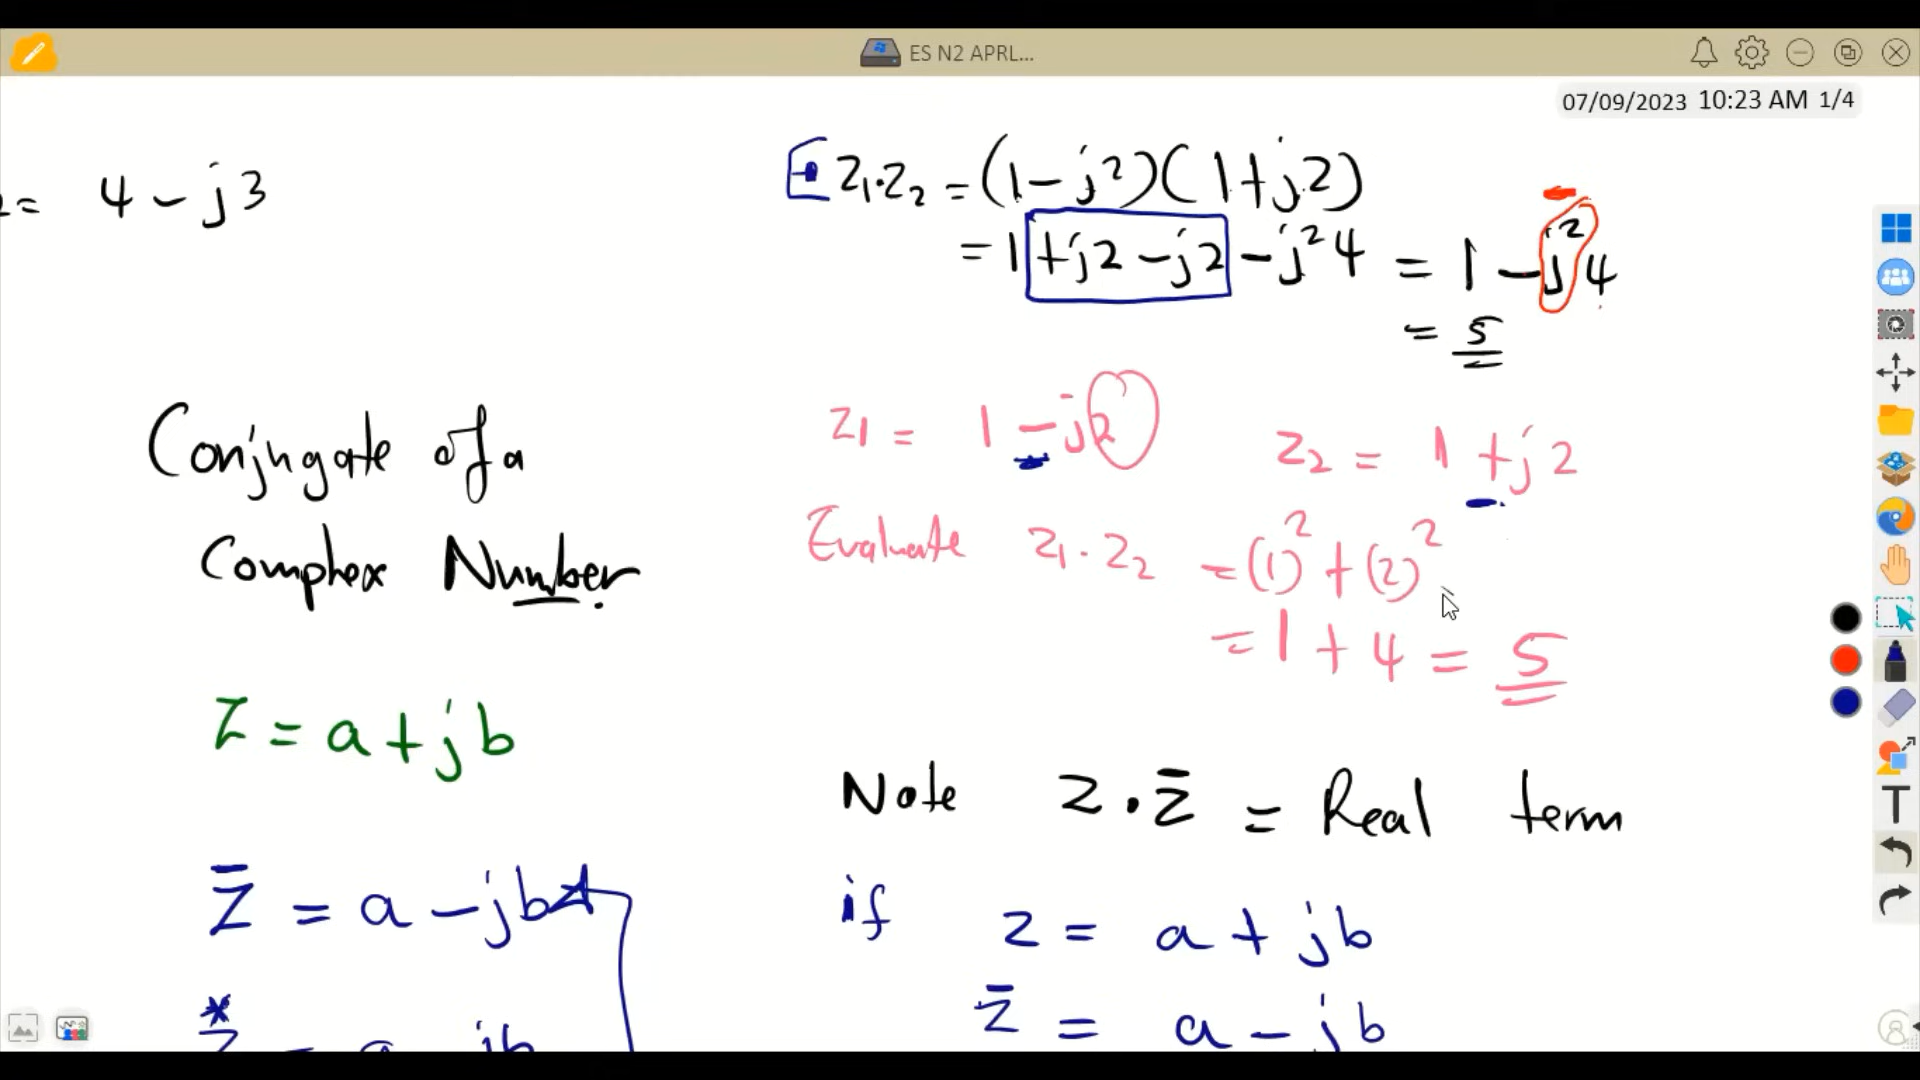 ES N2 APRL...
07/09/2023 10:23 AM 1/4
= 4 - j3
Z₁·Z₂ = (1-j2)(1+j2)
= 1 +j2 -j2 -j²4 = 1 - j²4
= 5
Conjugate of a
Complex Number
Z = a + jb
Z̄ = a - jb
* Z = a - jb
Z1 = 1 - j2 Z2 = 1 + j2
Evaluate Z1 . Z2 = (1)² + (2)²
= 1 + 4 = 5
Note Z . Z̄ = Real term
if Z = a + jb
Z̄ = a - jb
T